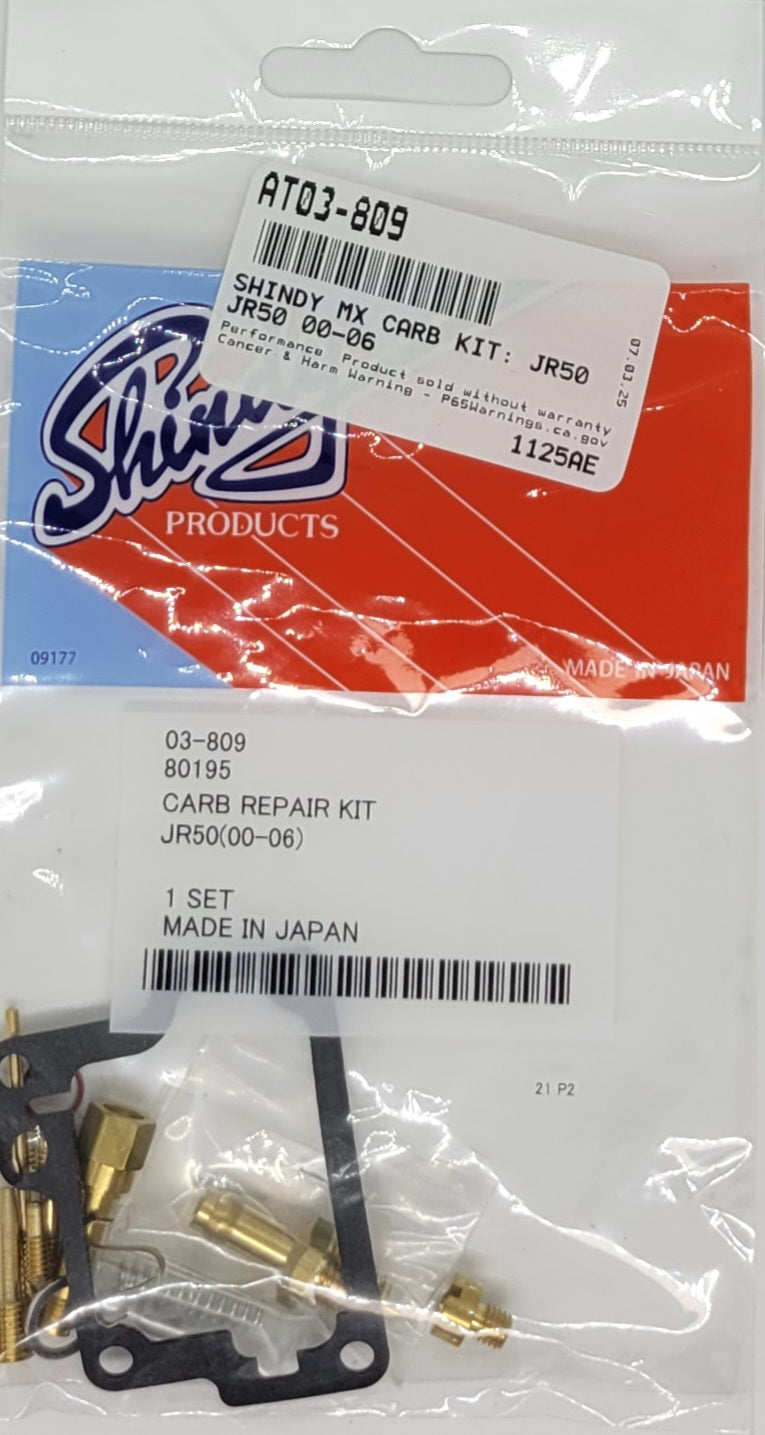 AT03-809
SHINDY MX CARB KIT: JR50
JR50 00-06
Performance Product sold without warranty
Cancer & Harm Warning - P65Warnings.ca.gov
07.03.25
1125AE
Shindy
PRODUCTS
09177
MADE IN JAPAN
03-809
80195
CARB REPAIR KIT
JR50(00-06)
1 SET
MADE IN JAPAN
21 P2